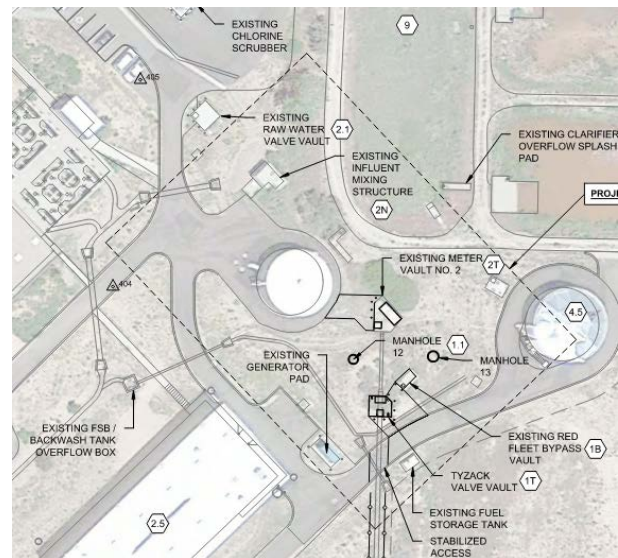 EXISTING
CHLORINE
SCRUBBER
9
405
EXISTING
RAW WATER
VALVE VAULT
2.1
EXISTING
INFLUENT
MIXING
STRUCTURE
2N
EXISTING CLARIFIER
OVERFLOW SPLASH
PAD
PROJE
EXISTING METER
VAULT NO. 2
2T
404
4.5
MANHOLE
12
1.1
MANHOLE
13
EXISTING
GENERATOR
PAD
EXISTING FSB /
BACKWASH TANK
OVERFLOW BOX
EXISTING RED
FLEET BYPASS
VAULT
1B
TYZACK
VALVE VAULT
1T
2.5
EXISTING FUEL
STORAGE TANK
STABILIZED
ACCESS